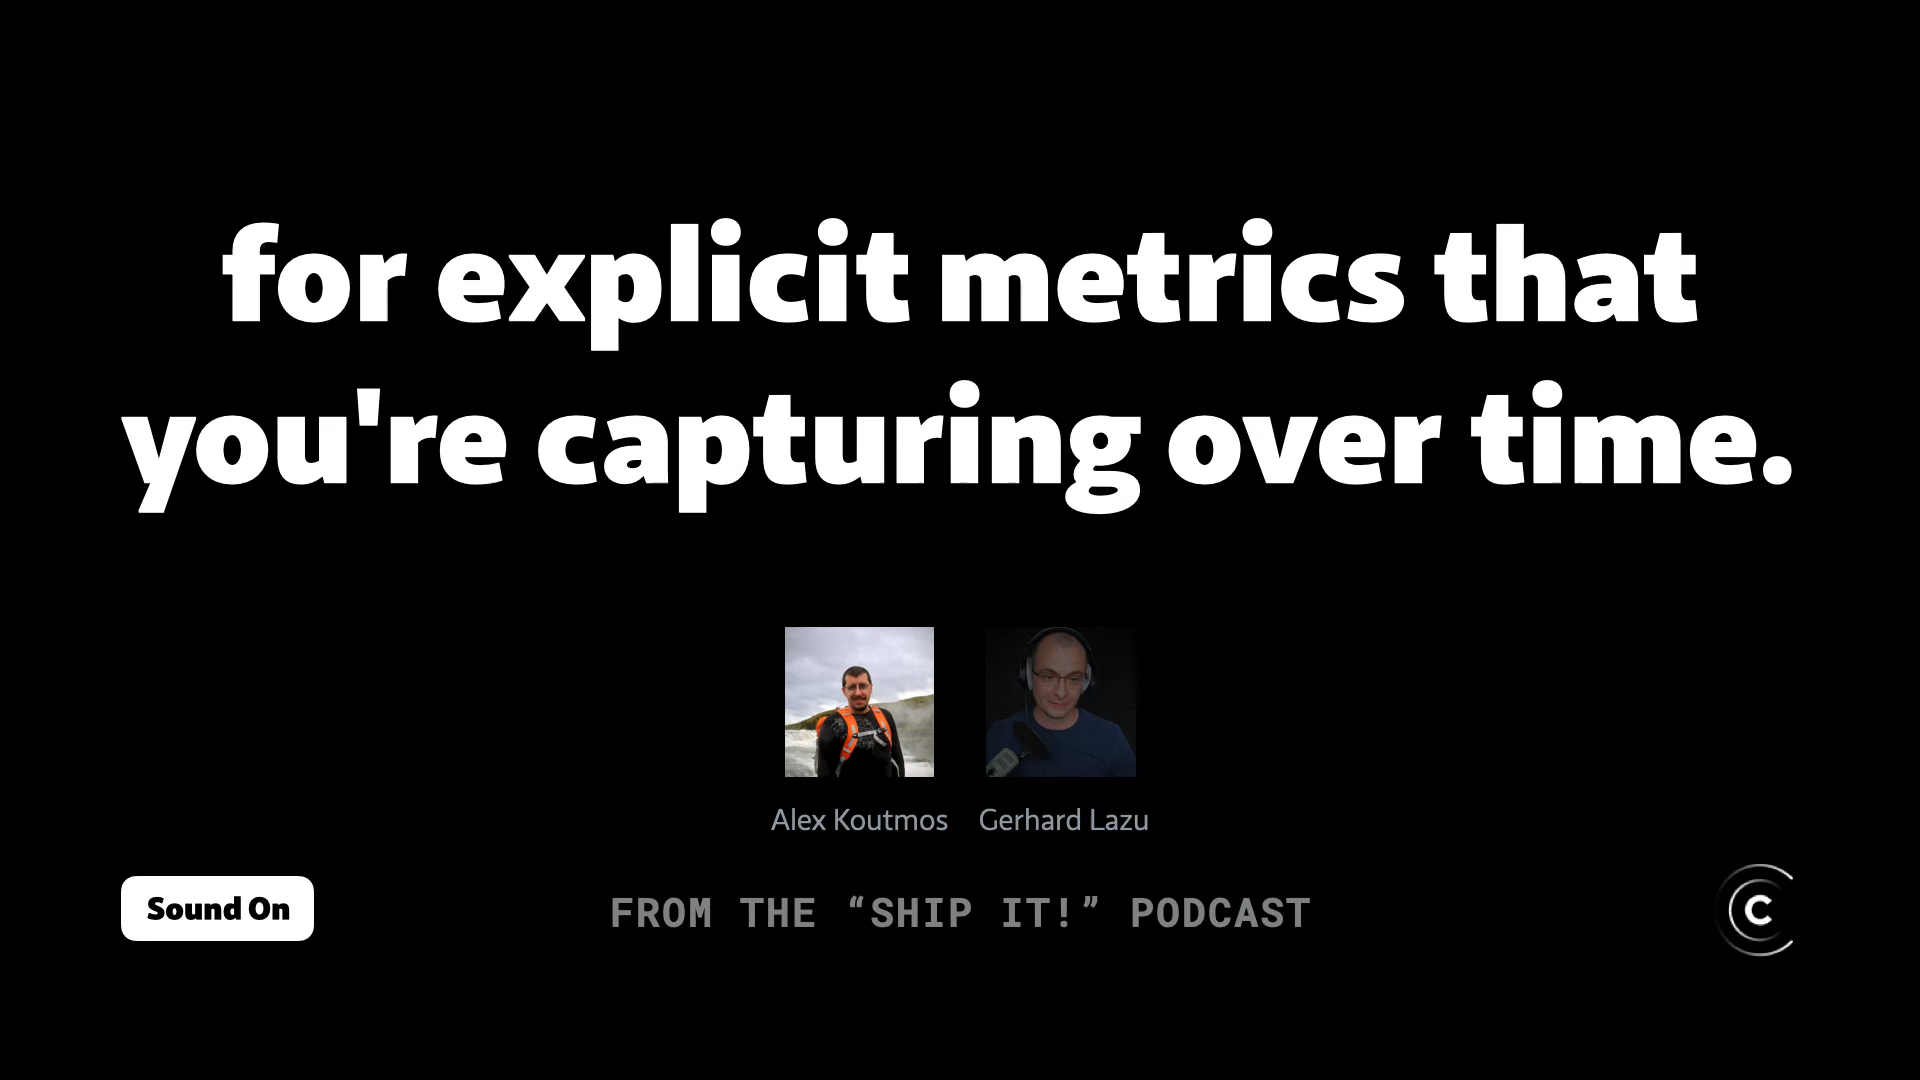 for explicit metrics that
you're capturing over time.
Alex Koutmos
Gerhard Lazu
Sound On
FROM THE “SHIP IT!” PODCAST
C